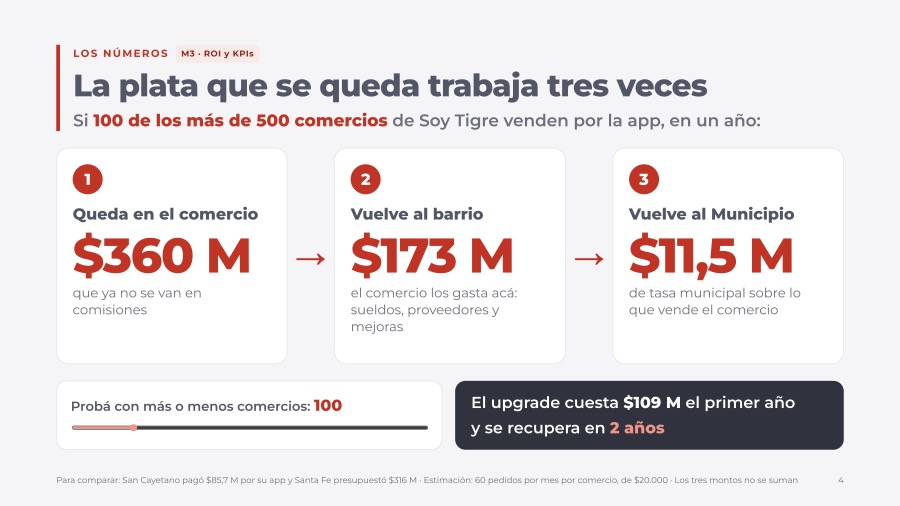 LOS NÚMEROS M3 · ROI y KPIs
La plata que se queda trabaja tres veces
Si 100 de los más de 500 comercios de Soy Tigre venden por la app, en un año:
1
Queda en el comercio
$360 M
que ya no se van en
comisiones
→
2
Vuelve al barrio
$173 M
el comercio los gasta acá:
sueldos, proveedores y
mejoras
→
3
Vuelve al Municipio
$11,5 M
de tasa municipal sobre lo
que vende el comercio
Probá con más o menos comercios: 100
El upgrade cuesta $109 M el primer año
y se recupera en 2 años
Para comparar: San Cayetano pagó $85,7 M por su app y Santa Fe presupuestó $316 M · Estimación: 60 pedidos por mes por comercio, de $20.000 · Los tres montos no se suman
4